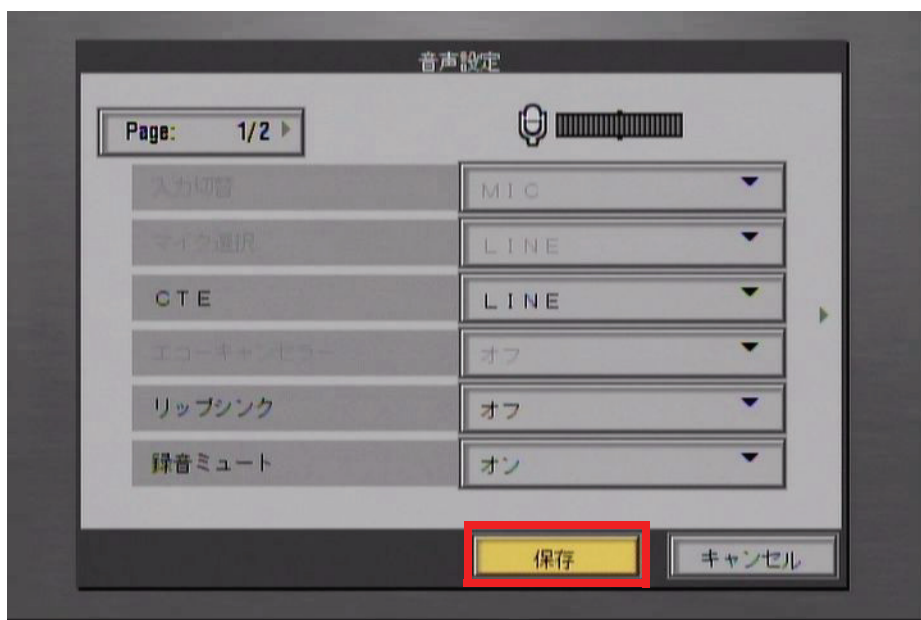 音声設定
Page: 1/2
入力切替 MIC
マイク選択 LINE
CTE LINE
エコーキャンセラー オフ
リップシンク オフ
録音ミュート オン
保存 キャンセル